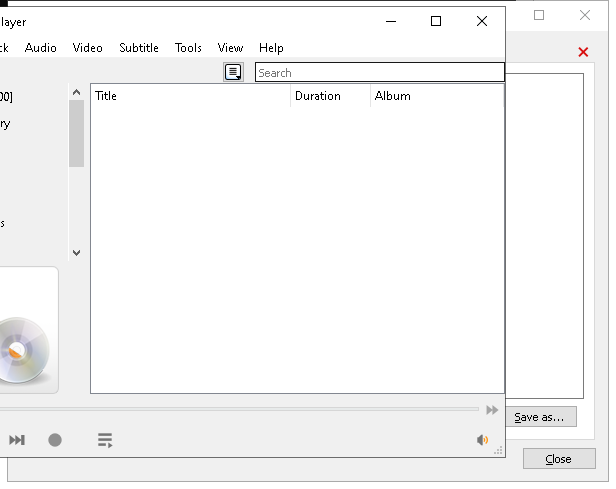 layer
ck Audio Video Subtitle Tools View Help
Search
00]
ry
s
Title Duration Album
Save as...
Close